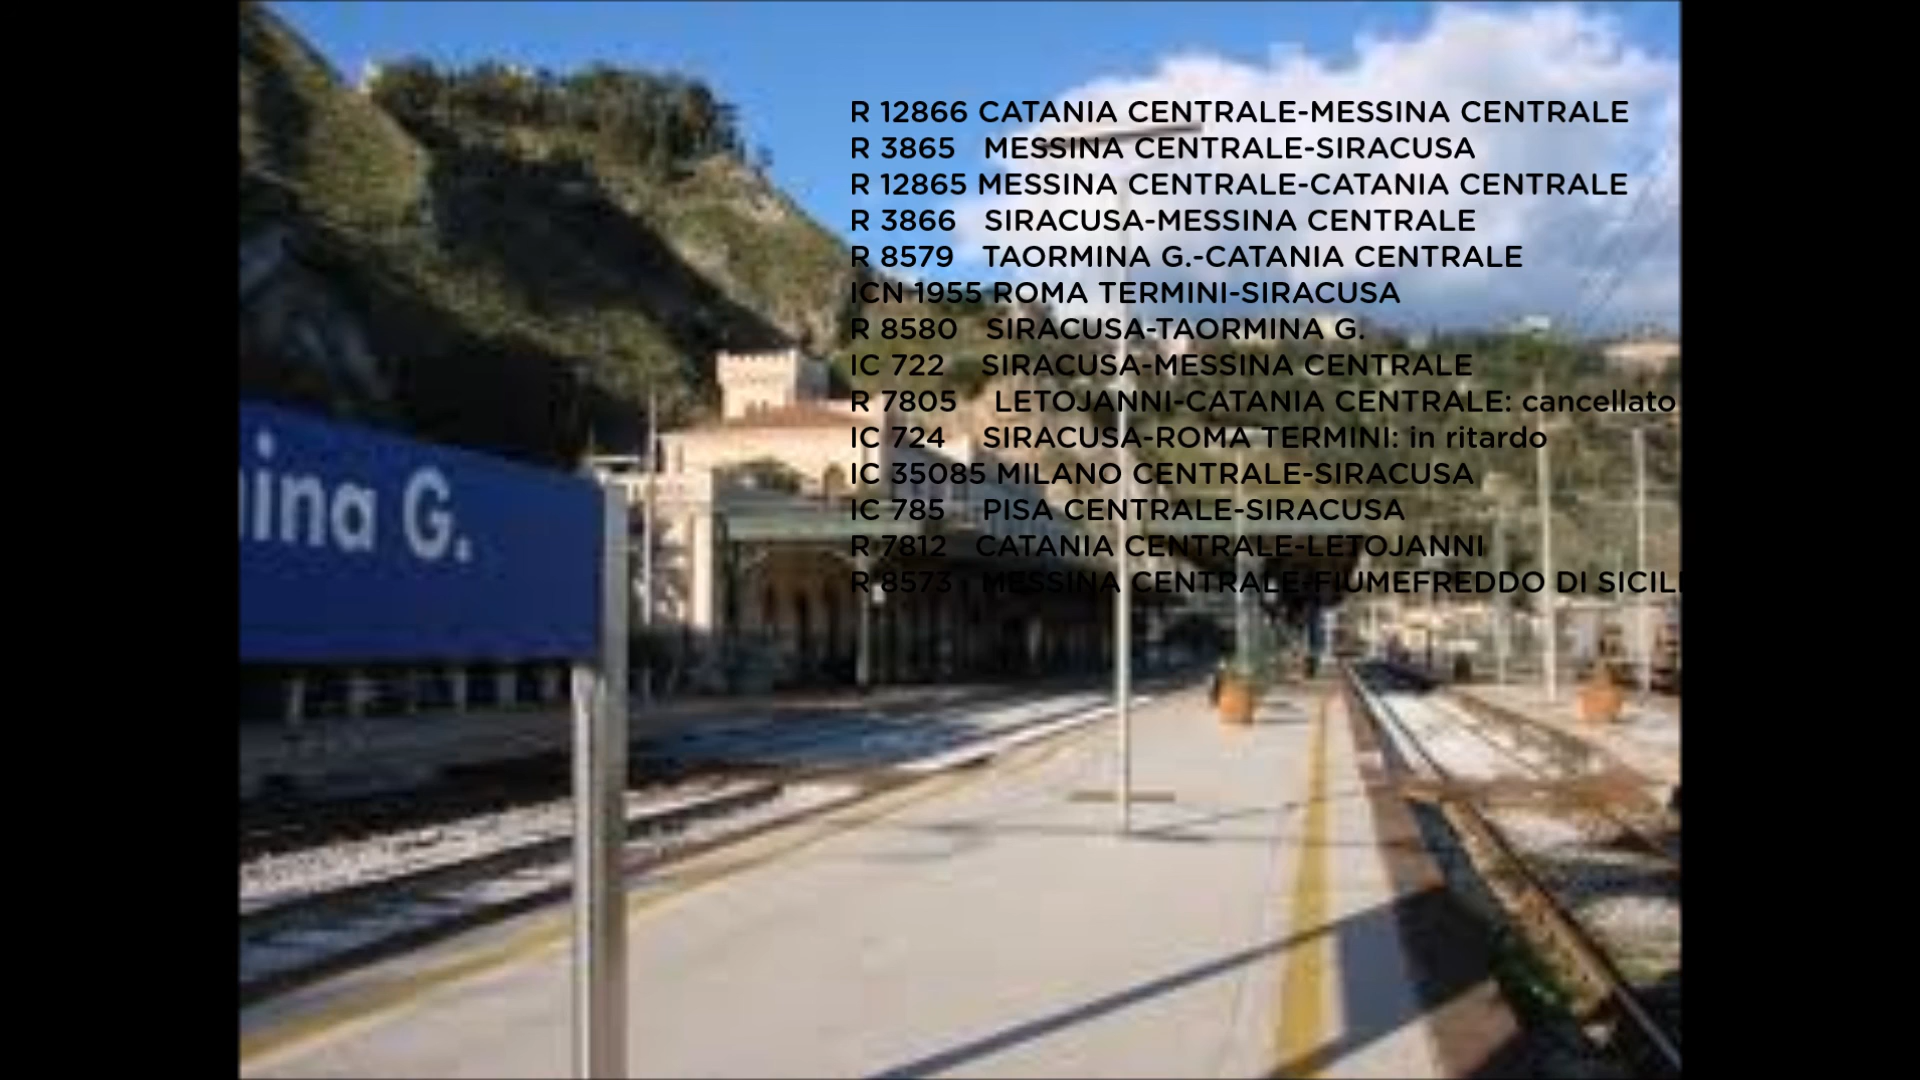 R 12866 CATANIA CENTRALE-MESSINA CENTRALE
R 3865 MESSINA CENTRALE-SIRACUSA
R 12865 MESSINA CENTRALE-CATANIA CENTRALE
R 3866 SIRACUSA-MESSINA CENTRALE
R 8579 TAORMINA G.-CATANIA CENTRALE
ICN 1955 ROMA TERMINI-SIRACUSA
R 8580 SIRACUSA-TAORMINA G.
IC 722 SIRACUSA-MESSINA CENTRALE
R 7805 LETOJANNI-CATANIA CENTRALE: cancellato
IC 724 SIRACUSA-ROMA TERMINI: in ritardo
IC 35085 MILANO CENTRALE-SIRACUSA
IC 785 PISA CENTRALE-SIRACUSA
R 7812 CATANIA CENTRALE-LETOJANNI
R 8573 MESSINA CENTRALE-FIUMEFREDDO DI SICILI
ina G.